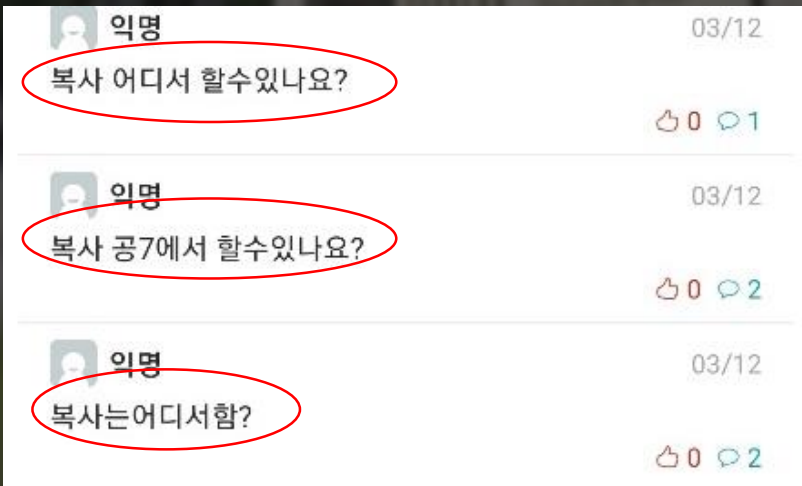 익명 03/12
복사 어디서 할수있나요?
0 1
익명 03/12
복사 공7에서 할수있나요?
0 2
익명 03/12
복사는어디서함?
0 2